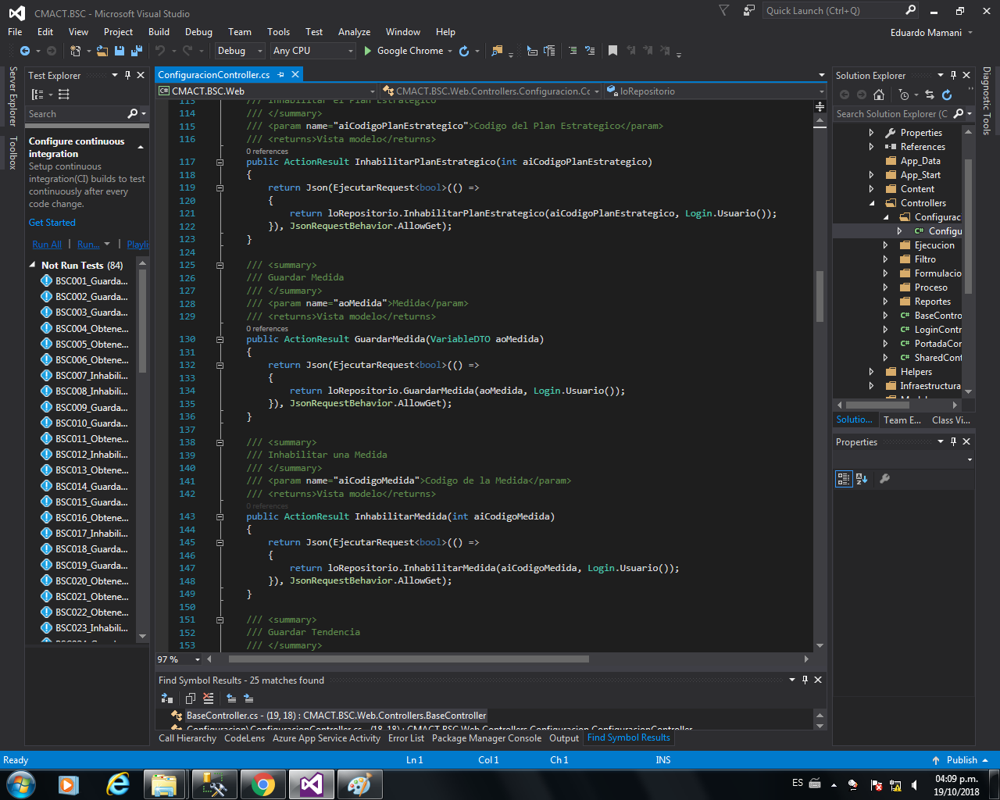 CMACT.BSC - Microsoft Visual Studio
Quick Launch (Ctrl+Q)
File Edit View Project Build Debug Team Tools Test Analyze Window Help
Eduardo Mamani
Debug Any CPU Google Chrome
Server Explorer
Toolbox
Test Explorer
Search
Configure continuous
integration
Setup continuous
integration(CI) builds to test
continuously after every
code change.
Get Started
Run All | Run... | Playli
Not Run Tests (84)
BSC001_Guarda...
BSC002_Guarda...
BSC003_Guarda...
BSC004_Obtene...
BSC005_Obtene...
BSC006_Obtene...
BSC007_Inhabili...
BSC008_Inhabili...
BSC009_Guarda...
BSC010_Guarda...
BSC011_Obtene...
BSC012_Inhabili...
BSC013_Obtene...
BSC014_Guarda...
BSC015_Guarda...
BSC016_Obtene...
BSC017_Inhabili...
BSC018_Guarda...
BSC019_Guarda...
BSC020_Obtene...
BSC021_Obtene...
BSC022_Obtene...
BSC023_Inhabili...
ConfiguracionController.cs
CMACT.BSC.Web CMACT.BSC.Web.Controllers.Configuracion.Cc loRepositorio
113 /// Inhabilitar el Plan Estrategico
114 /// </summary>
115 /// <param name="aiCodigoPlanEstrategico">Codigo del Plan Estrategico</param>
116 /// <returns>Vista modelo</returns>
0 references
117 public ActionResult InhabilitarPlanEstrategico(int aiCodigoPlanEstrategico)
118 {
119 return Json(EjecutarRequest<bool>(() =>
120 {
121 return loRepositorio.InhabilitarPlanEstrategico(aiCodigoPlanEstrategico, Login.Usuario());
122 }), JsonRequestBehavior.AllowGet);
123 }
124
125 /// <summary>
126 /// Guardar Medida
127 /// </summary>
128 /// <param name="aoMedida">Medida</param>
129 /// <returns>Vista modelo</returns>
0 references
130 public ActionResult GuardarMedida(VariableDTO aoMedida)
131 {
132 return Json(EjecutarRequest<bool>(() =>
133 {
134 return loRepositorio.GuardarMedida(aoMedida, Login.Usuario());
135 }), JsonRequestBehavior.AllowGet);
136 }
137
138 /// <summary>
139 /// Inhabilitar una Medida
140 /// </summary>
141 /// <param name="aiCodigoMedida">Codigo de la Medida</param>
142 /// <returns>Vista modelo</returns>
0 references
143 public ActionResult InhabilitarMedida(int aiCodigoMedida)
144 {
145 return Json(EjecutarRequest<bool>(() =>
146 {
147 return loRepositorio.InhabilitarMedida(aiCodigoMedida, Login.Usuario());
148 }), JsonRequestBehavior.AllowGet);
149 }
150
151 /// <summary>
152 /// Guardar Tendencia
153 /// </summary>
97 %
Find Symbol Results - 25 matches found
BaseController.cs - (19, 18) : CMACT.BSC.Web.Controllers.BaseController
Configuracion\ConfiguracionController.cs - (18, 18) : CMACT.BSC.Web.Controllers.Configuracion.ConfiguracionController
Call Hierarchy CodeLens Azure App Service Activity Error List Package Manager Console Output Find Symbol Results
Solution Explorer
Search Solution Explorer (C
Properties
References
App_Data
App_Start
Content
Controllers
Configurac
C# Configu
Ejecucion
Filtro
Formulacio
Proceso
Reportes
C# BaseContro
C# LoginContr
C# PortadaCor
C# SharedCont
Helpers
Infraestructura
Solutio... Team E... Class Vi...
Properties
Diagnostic Tools
Ready Ln 1 Col 1 Ch 1 INS Publish
ES
04:09 p.m.
19/10/2018